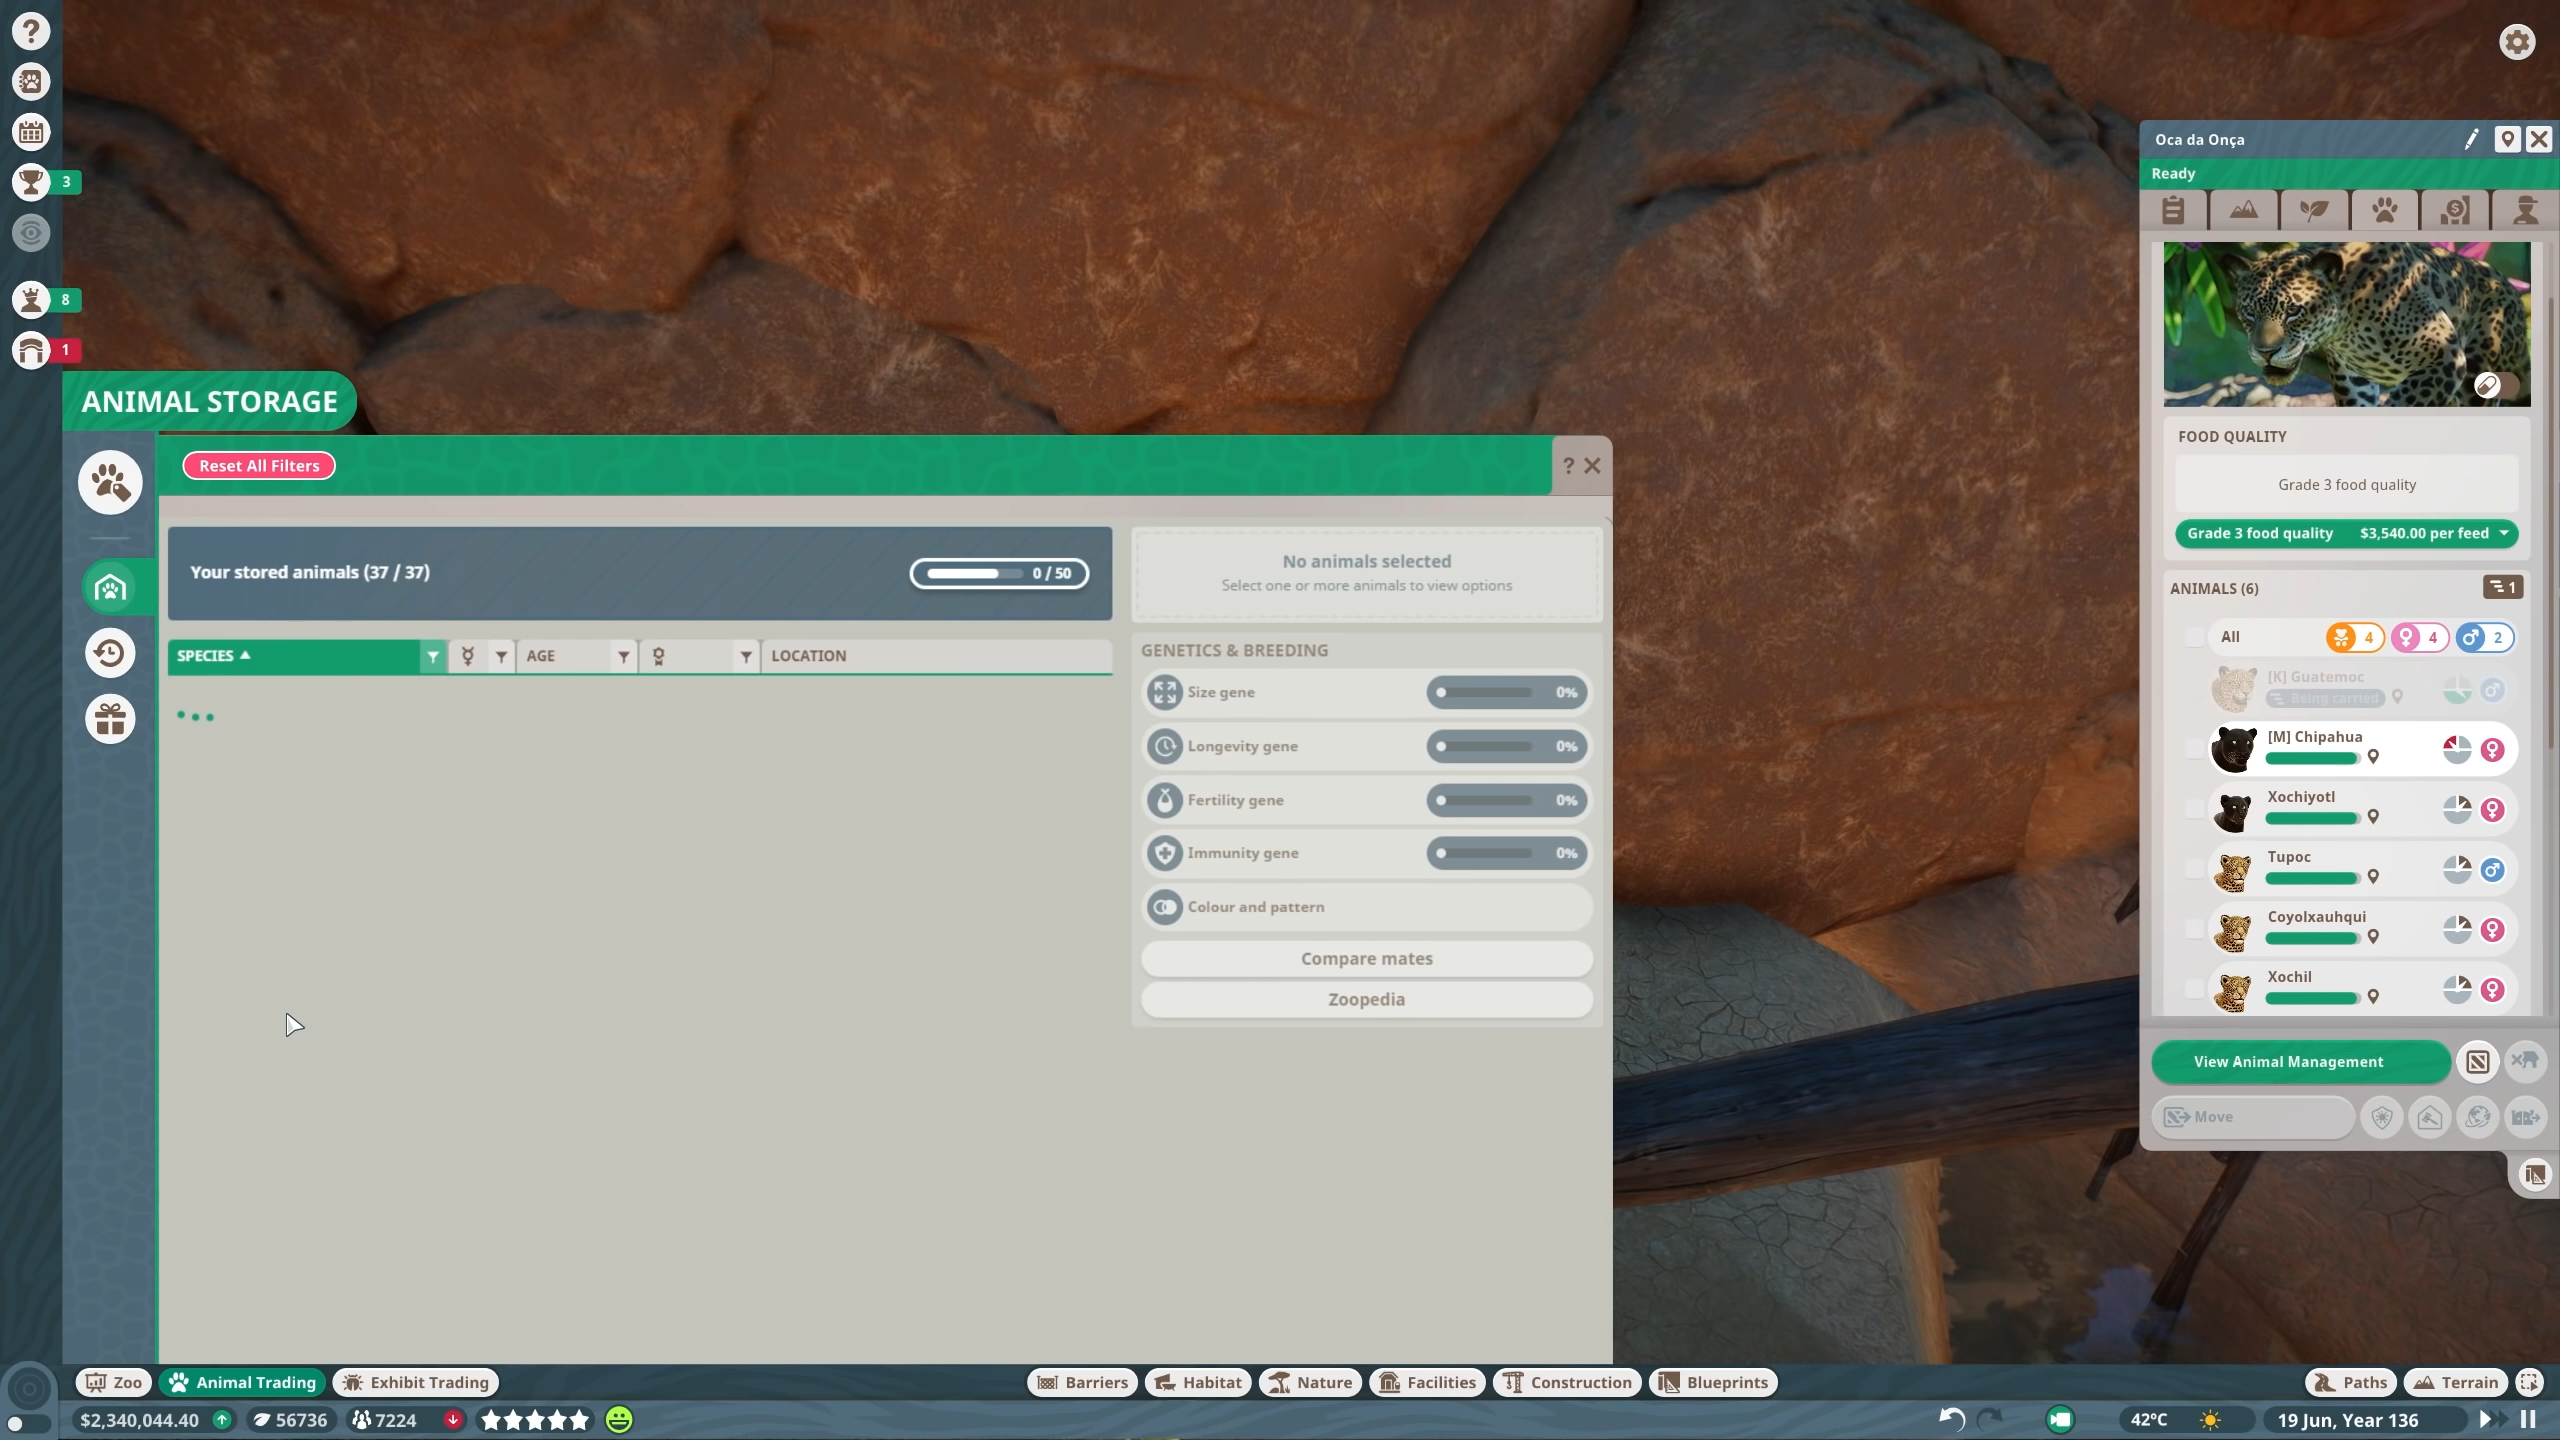 ?
3
8
1
ANIMAL STORAGE
Reset All Filters
?
Your stored animals (37 / 37)
0 / 50
SPECIES
AGE
LOCATION
No animals selected
Select one or more animals to view options
GENETICS & BREEDING
Size gene
0%
Longevity gene
0%
Fertility gene
0%
Immunity gene
0%
Colour and pattern
Compare mates
Zoopedia
Oca da Onça
Ready
FOOD QUALITY
Grade 3 food quality
Grade 3 food quality $3,540.00 per feed
ANIMALS (6)
1
All
4
4
2
[K] Guatemoc
Being carried
[M] Chipahua
Xochiyotl
Tupoc
Coyolxauhqui
Xochil
View Animal Management
Move
Zoo
Animal Trading
Exhibit Trading
Barriers
Habitat
Nature
Facilities
Construction
Blueprints
Paths
Terrain
$2,340,044.40
56736
7224
42°C
19 Jun, Year 136